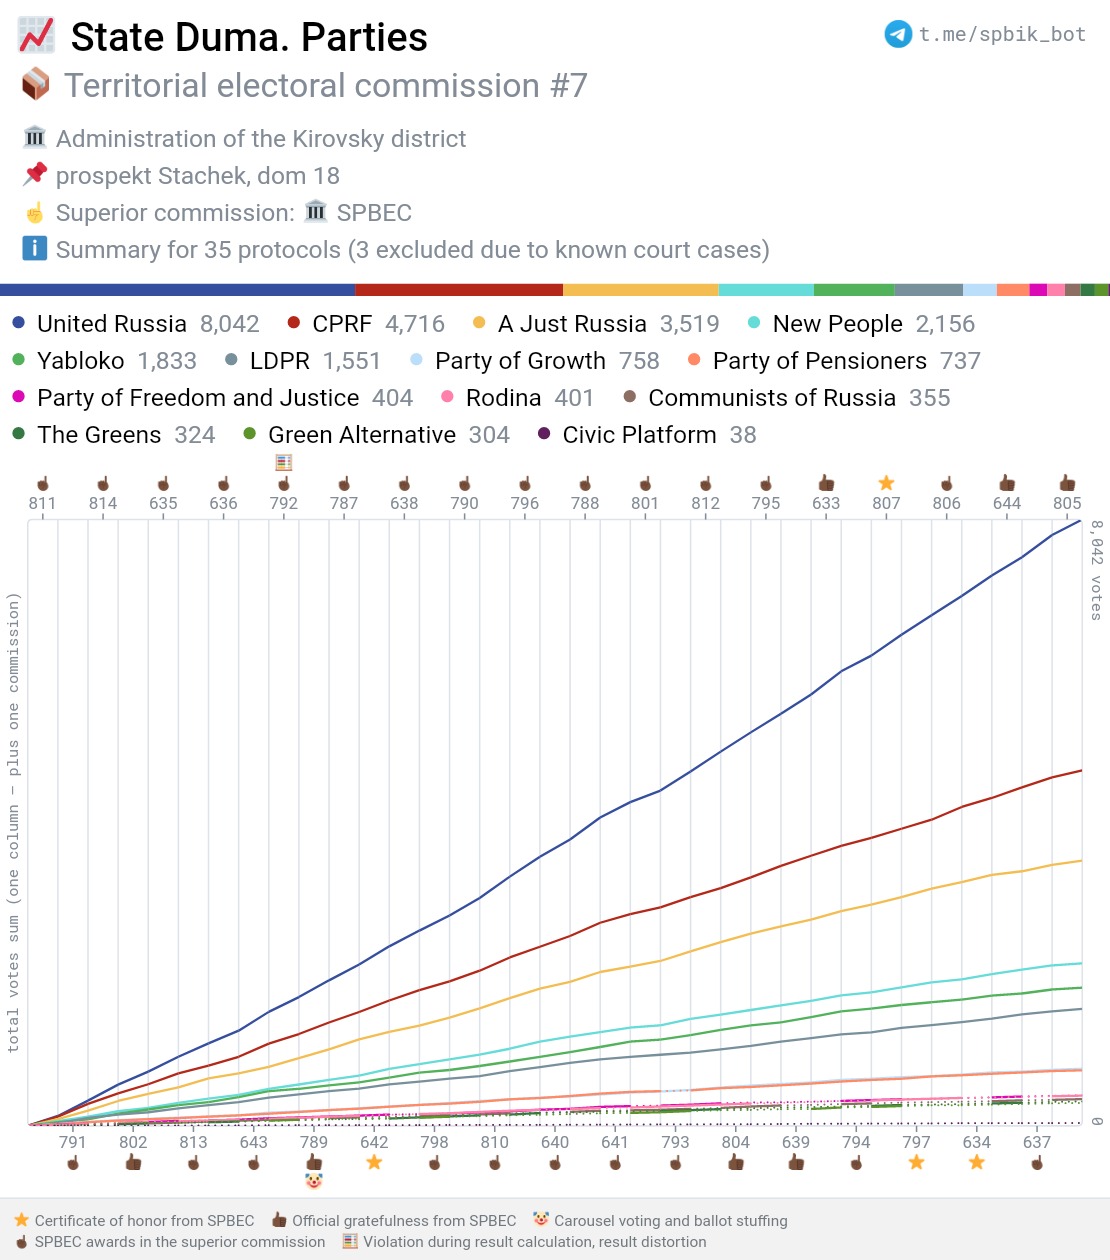 State Duma. Parties
t.me/spbik_bot
Territorial electoral commission #7
Administration of the Kirovsky district
prospekt Stachek, dom 18
Superior commission: SPBEC
Summary for 35 protocols (3 excluded due to known court cases)
United Russia 8,042 CPRF 4,716 A Just Russia 3,519 New People 2,156
Yabloko 1,833 LDPR 1,551 Party of Growth 758 Party of Pensioners 737
Party of Freedom and Justice 404 Rodina 401 Communists of Russia 355
The Greens 324 Green Alternative 304 Civic Platform 38
811 814 635 636 792 787 638 790 796 788 801 812 795 633 807 806 644 805
8,042 votes
total votes sum (one column — plus one commission)
0
791 802 813 643 789 642 798 810 640 641 793 804 639 794 797 634 637
Certificate of honor from SPBEC Official gratefulness from SPBEC Carousel voting and ballot stuffing
SPBEC awards in the superior commission Violation during result calculation, result distortion